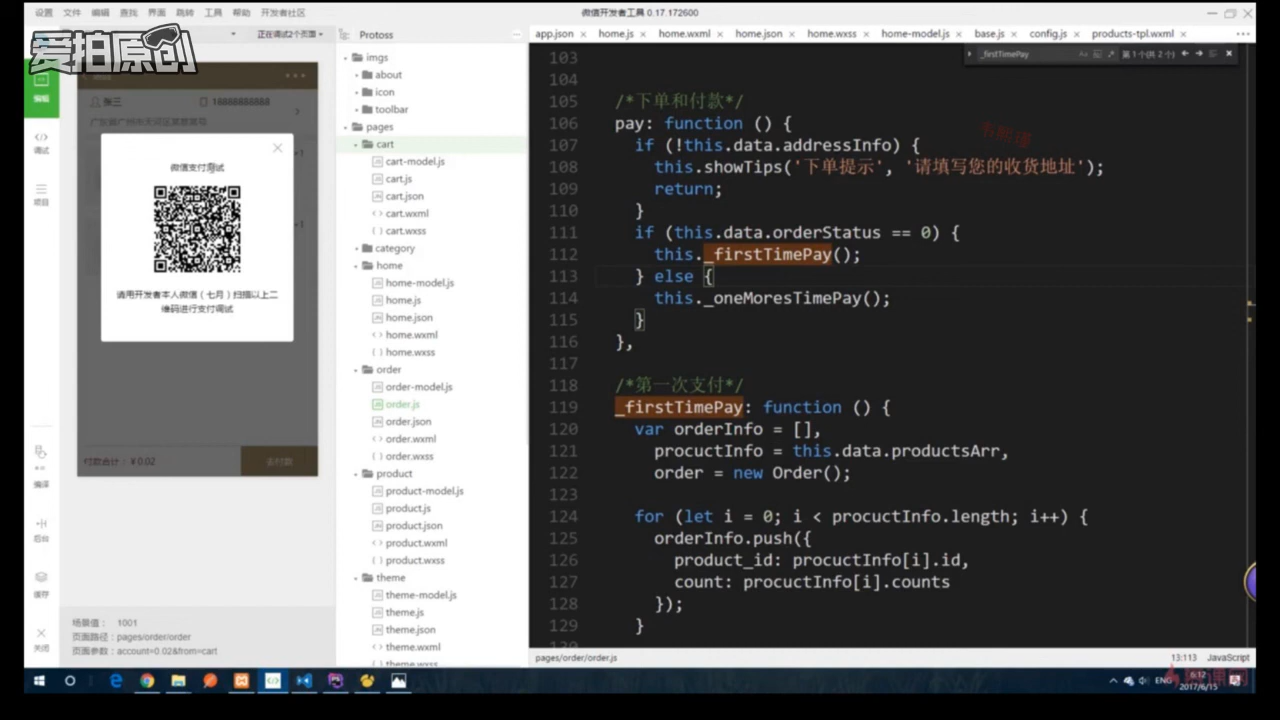 设置 文件 编辑 查找 界面 跳转 工具 帮助 开发者社区
微信开发者工具 0.17.172600
爱拍原创
正在调试2个页面
Protoss
app.json × home.js × home.wxml × home.json × home.wxss × home-model.js × base.js × config.js × products-tpl.wxml ×
_firstTimePay
第1个(共2个)
编辑
调试
项目
编译
后台
缓存
关闭
张三
18888888888
微信支付测试
请用开发者本人微信（七月）扫描以上二
维码进行支付调试
付款合计：￥0.02
去付款
场景值： 1001
页面路径：pages/order/order
页面参数：account=0.02&from=cart
imgs
about
icon
toolbar
pages
cart
cart-model.js
cart.js
cart.json
cart.wxml
cart.wxss
category
home
home-model.js
home.js
home.json
home.wxml
home.wxss
order
order-model.js
order.js
order.json
order.wxml
order.wxss
product
product-model.js
product.js
product.json
product.wxml
product.wxss
theme
theme-model.js
theme.js
theme.json
theme.wxml
theme.wxss
103
104
105 /*下单和付款*/
106 pay: function () {
107 if (!this.data.addressInfo) {
108 this.showTips('下单提示', '请填写您的收货地址');
109 return;
110 }
111 if (this.data.orderStatus == 0) {
112 this._firstTimePay();
113 } else {
114 this._oneMoresTimePay();
115 }
116 },
117
118 /*第一次支付*/
119 _firstTimePay: function () {
120 var orderInfo = [],
121 procuctInfo = this.data.productsArr,
122 order = new Order();
123
124 for (let i = 0; i < procuctInfo.length; i++) {
125 orderInfo.push({
126 product_id: procuctInfo[i].id,
127 count: procuctInfo[i].counts
128 });
129 }
pages/order/order.js
13:113 JavaScript
ENG
6:12
2017/6/15